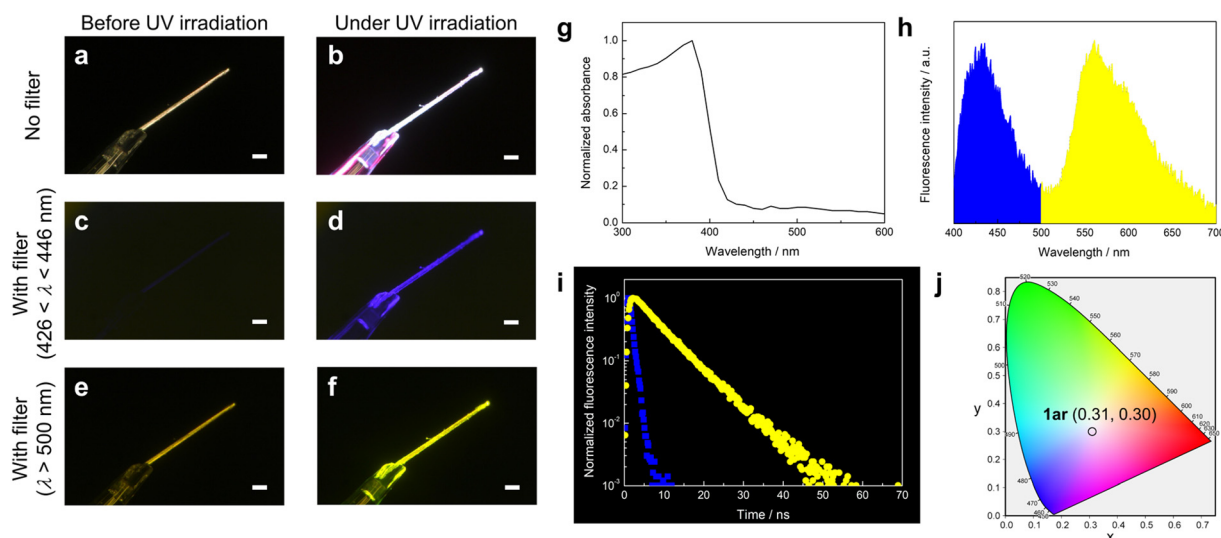 Before UV irradiation
Under UV irradiation
No filter
a
b
With filter
(426 < λ < 446 nm)
c
d
With filter
(λ > 500 nm)
e
f
g
Normalized absorbance
1.0
0.8
0.6
0.4
0.2
0.0
300
400
500
600
Wavelength / nm
h
Fluorescence intensity / a.u.
400
450
500
550
600
650
700
Wavelength / nm
i
Normalized fluorescence intensity
10⁰
10⁻¹
10⁻²
10⁻³
0
10
20
30
40
50
60
70
Time / ns
j
y
0.8
0.7
0.6
0.5
0.4
0.3
0.2
0.1
0.0
520
530
540
550
560
570
580
590
600
610
620
630
650
510
490
480
470
460
1ar (0.31, 0.30)
0.0
0.1
0.2
0.3
0.4
0.5
0.6
0.7
x